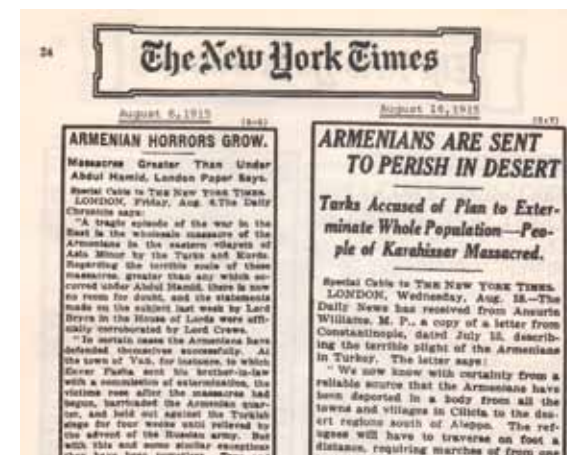 24
The New York Times
August 6, 1915
(8-6)
ARMENIAN HORRORS GROW.
Massacres Greater Than Under
Abdul Hamid, London Paper Says.
Special Cable to THE NEW YORK TIMES.
LONDON, Friday, Aug. 6.The Daily
Chronicle says:
"A tragic episode of the war in the
East is the wholesale massacre of the
Armenians in the eastern vilayets of
Asia Minor by the Turks and Kurds.
Regarding the terrible scale of these
massacres, greater than any which oc-
curred under Abdul Hamid, there is now
no room for doubt, and the statements
made on the subject last week by Lord
Bryce in the House of Lords were offi-
cially corroborated by Lord Crewe.
"In certain cases the Armenians have
defended themselves successfully. At
the town of Van, for instance, to which
Enver Pasha sent his brother-in-law
with a commission of extermination, the
victims rose after the massacres had
begun, barricaded the Armenian quar-
ter, and held out against the Turkish
siege for four weeks until relieved by
the advent of the Russian army. But
with this and some similar exceptions
August 18, 1915
(5:7)
ARMENIANS ARE SENT
TO PERISH IN DESERT
Turks Accused of Plan to Exter-
minate Whole Population—Peo-
ple of Karahissar Massacred.
Special Cable to THE NEW YORK TIMES.
LONDON, Wednesday, Aug. 18.—The
Daily News has received from Aneurin
Williams, M. P., a copy of a letter from
Constantinople, dated July 13, describ-
ing the terrible plight of the Armenians
in Turkey. The letter says:
"We now know with certainty from a
reliable source that the Armenians have
been deported in a body from all the
towns and villages in Cilicia to the des-
ert regions south of Aleppo. The ref-
ugees will have to traverse on foot a
distance, requiring marches of from one